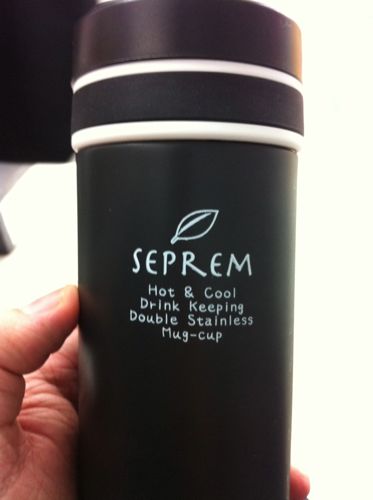 SEPREM
Hot & Cool
Drink Keeping
Double Stainless
Mug-cup